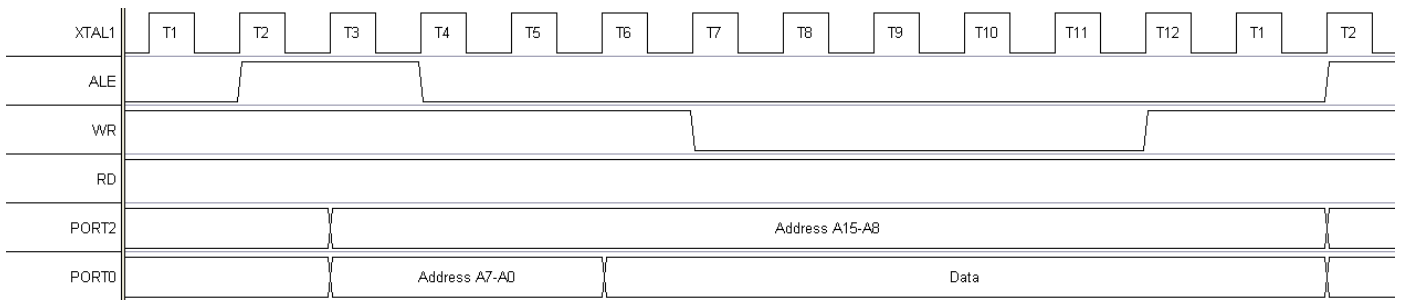 XTAL1 T1 T2 T3 T4 T5 T6 T7 T8 T9 T10 T11 T12 T1 T2
ALE
WR
RD
PORT2 Address A15-A8
PORT0 Address A7-A0 Data